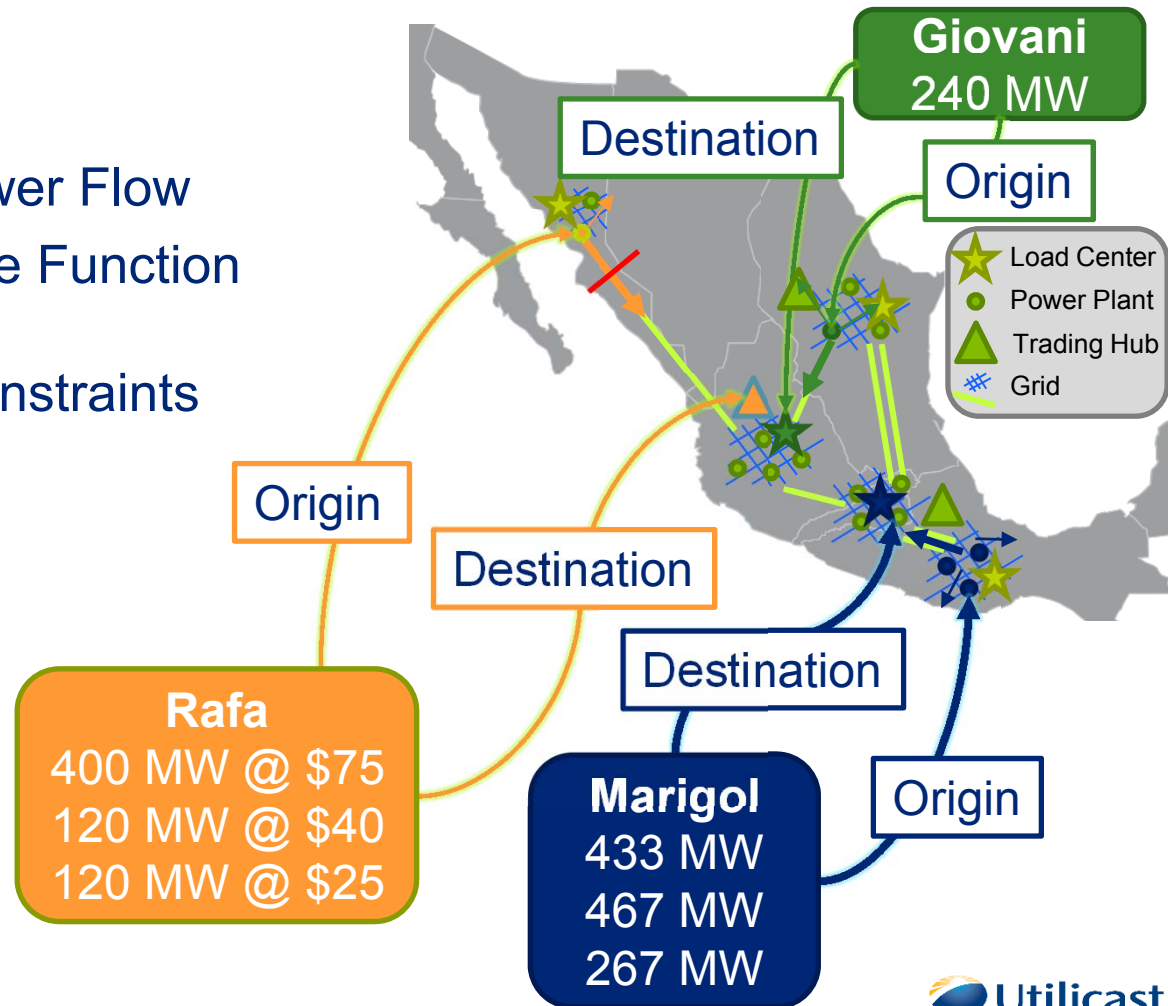 Giovani
240 MW
Destination
Origin
wer Flow
e Function
nstraints
Load Center
Power Plant
Trading Hub
Grid
Origin
Destination
Destination
Origin
Rafa
400 MW @ $75
120 MW @ $40
120 MW @ $25
Marigol
433 MW
467 MW
267 MW
Utilicast